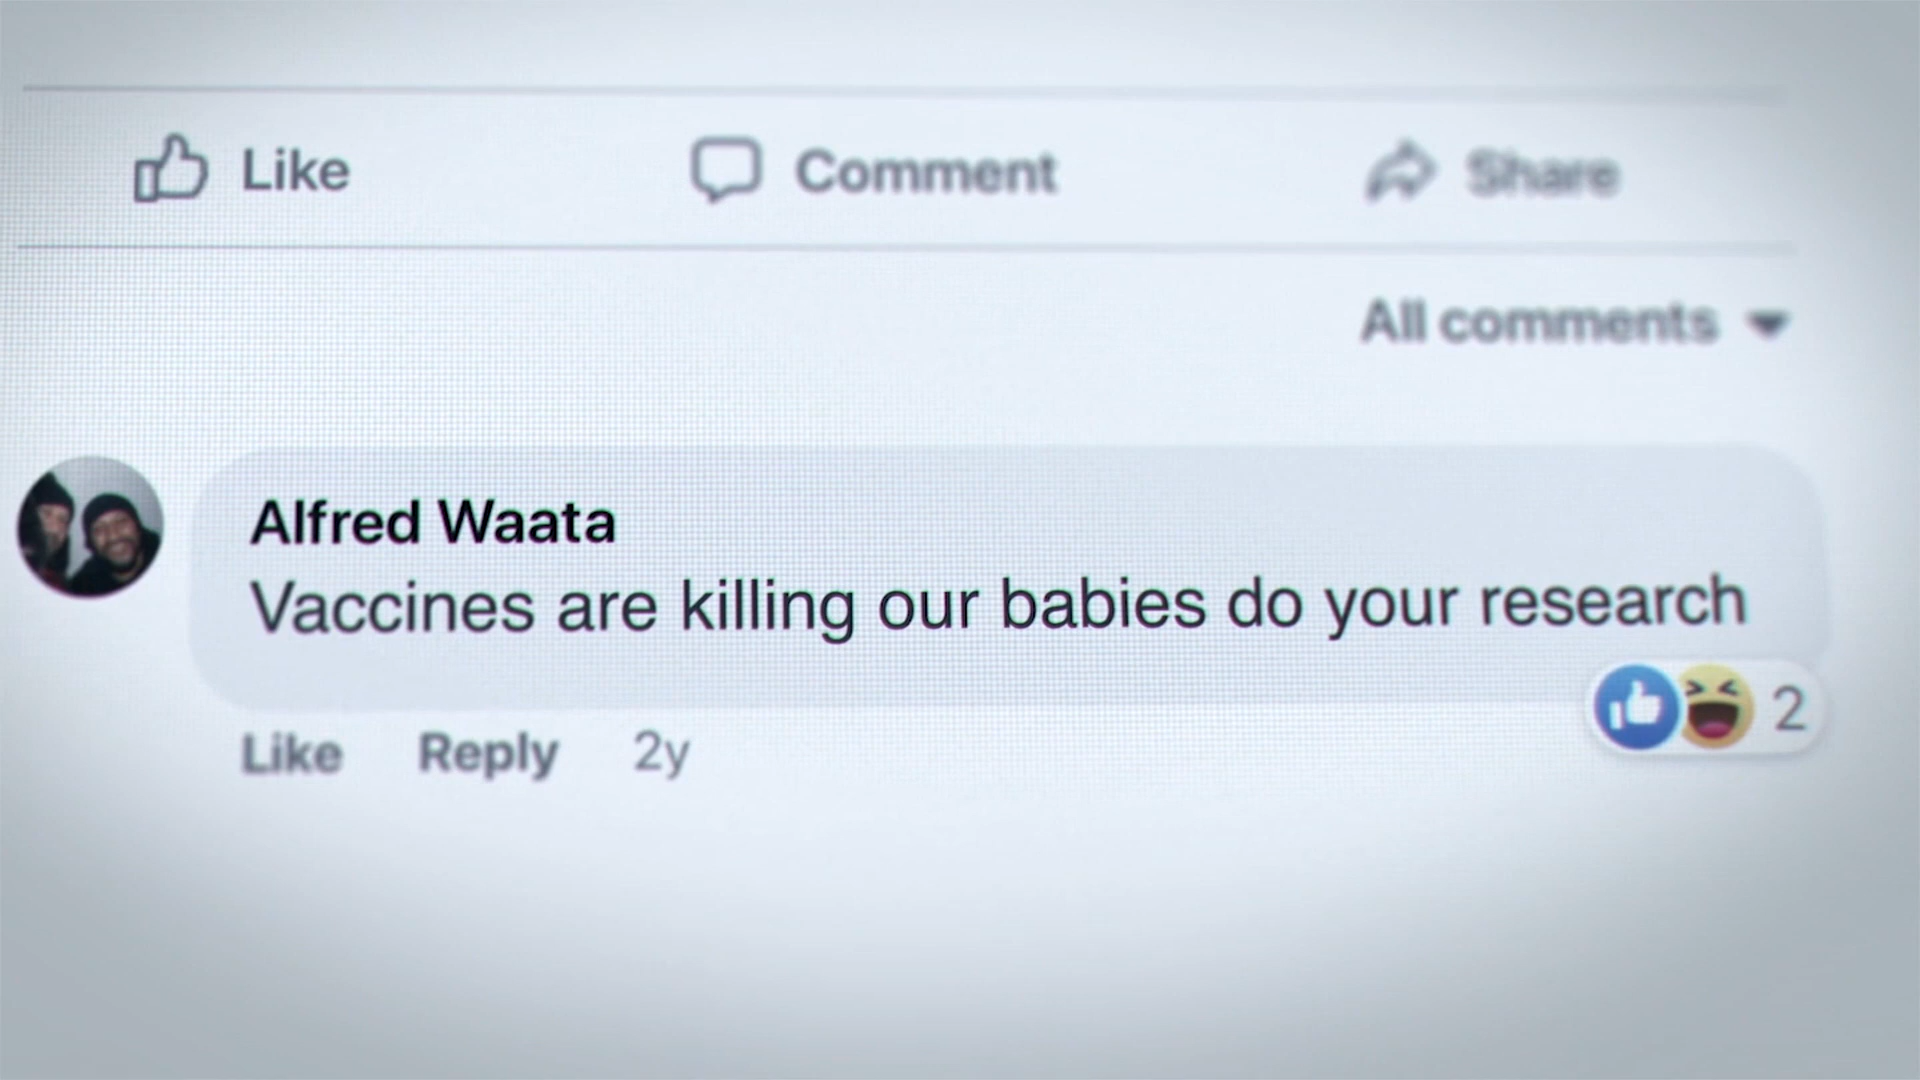 Like
Comment
Share
All comments
Alfred Waata
Vaccines are killing our babies do your research
2
Like Reply 2y